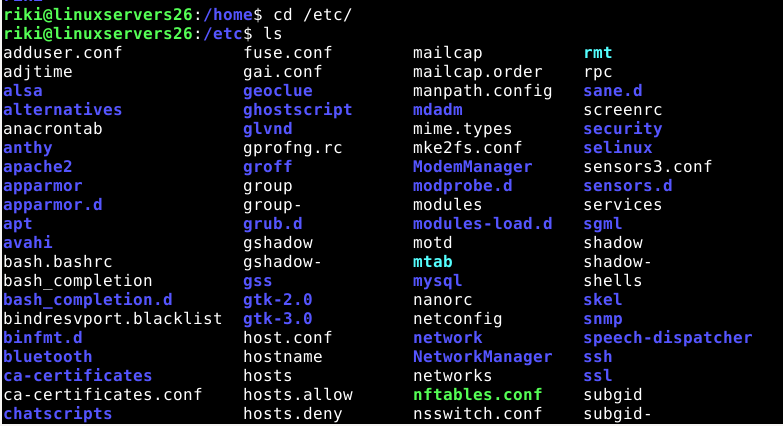 riki@linuxservers26:/home$ cd /etc/
riki@linuxservers26:/etc$ ls
adduser.conf fuse.conf mailcap rmt
adjtime gai.conf mailcap.order rpc
alsa geoclue manpath.config sane.d
alternatives ghostscript mdadm screenrc
anacrontab glvnd mime.types security
anthy gprofng.rc mke2fs.conf selinux
apache2 groff ModemManager sensors3.conf
apparmor group modprobe.d sensors.d
apparmor.d group- modules services
apt grub.d modules-load.d sgml
avahi gshadow motd shadow
bash.bashrc gshadow- mtab shadow-
bash_completion gss mysql shells
bash_completion.d gtk-2.0 nanorc skel
bindresvport.blacklist gtk-3.0 netconfig snmp
binfmt.d host.conf network speech-dispatcher
bluetooth hostname NetworkManager ssh
ca-certificates hosts networks ssl
ca-certificates.conf hosts.allow nftables.conf subgid
chatscripts hosts.deny nsswitch.conf subgid-